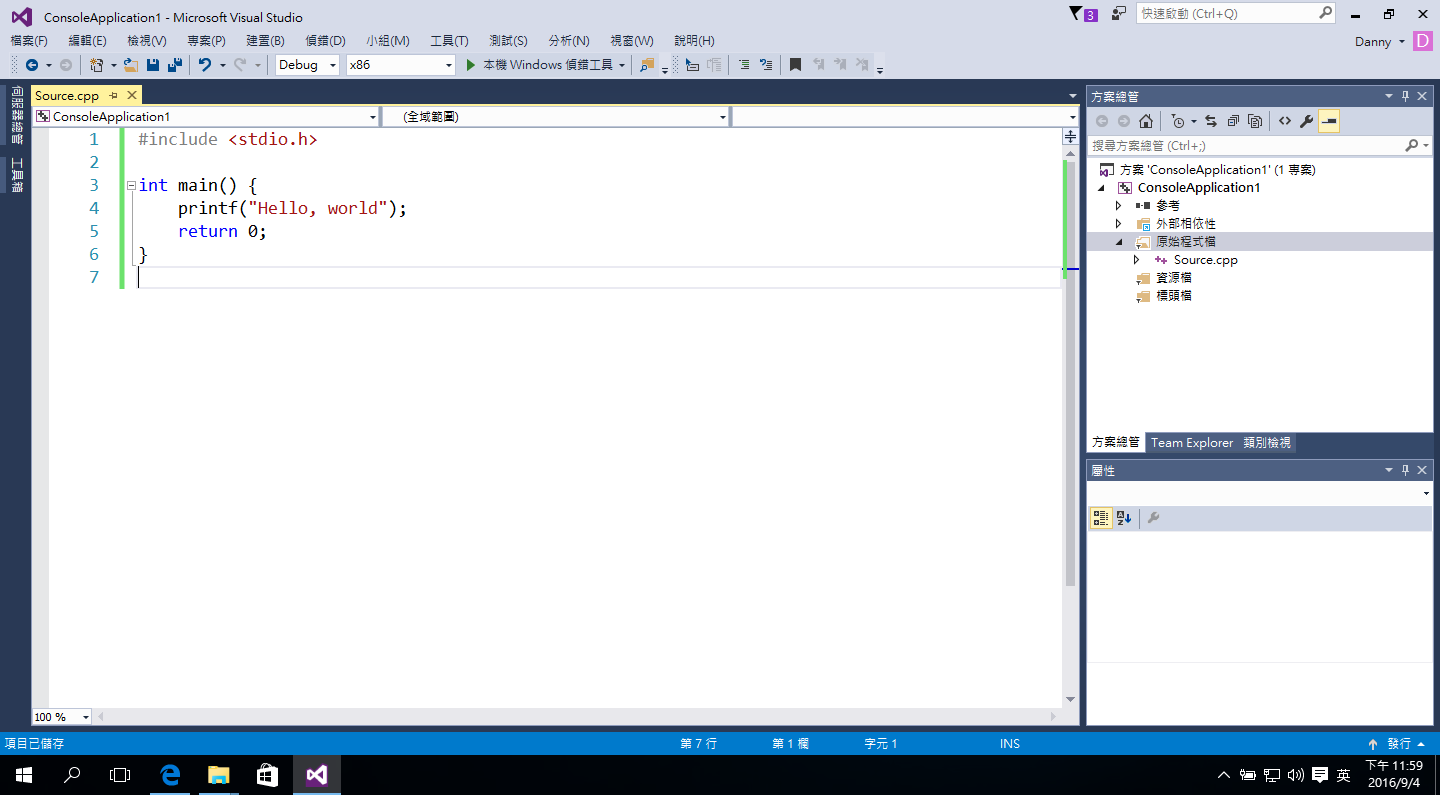 ConsoleApplication1 - Microsoft Visual Studio
3
快速啟動 (Ctrl+Q)
檔案(F) 編輯(E) 檢視(V) 專案(P) 建置(B) 偵錯(D) 小組(M) 工具(T) 測試(S) 分析(N) 視窗(W) 說明(H)
Danny D
Debug x86 本機 Windows 偵錯工具
伺服器總管
工具箱
Source.cpp
ConsoleApplication1 (全域範圍)
1 #include <stdio.h>
2
3 int main() {
4 printf("Hello, world");
5 return 0;
6 }
7
100 %
方案總管
搜尋方案總管 (Ctrl+;)
方案 'ConsoleApplication1' (1 專案)
ConsoleApplication1
參考
外部相依性
原始程式檔
Source.cpp
資源檔
標頭檔
方案總管 Team Explorer 類別檢視
屬性
項目已儲存 第 7 行 第 1 欄 字元 1 INS 發行
英
下午 11:59
2016/9/4